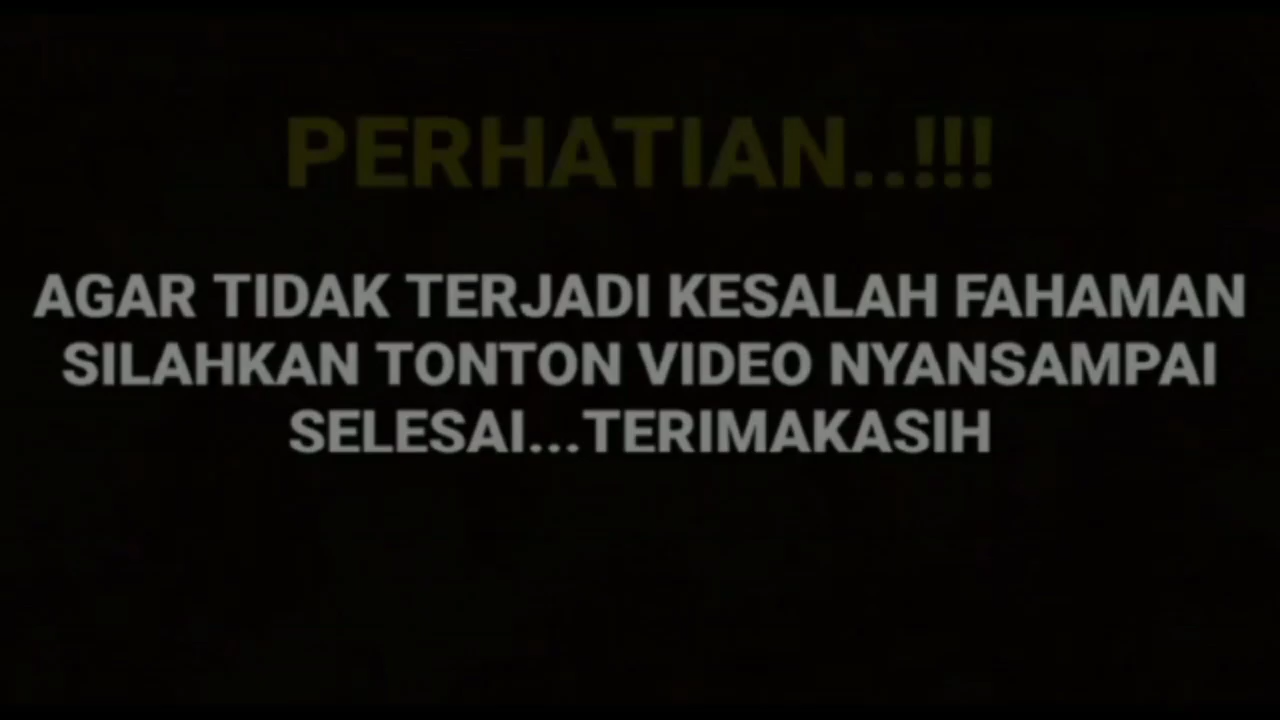 PERHATIAN..!!!
AGAR TIDAK TERJADI KESALAH FAHAMAN
SILAHKAN TONTON VIDEO NYANSAMPAI
SELESAI...TERIMAKASIH